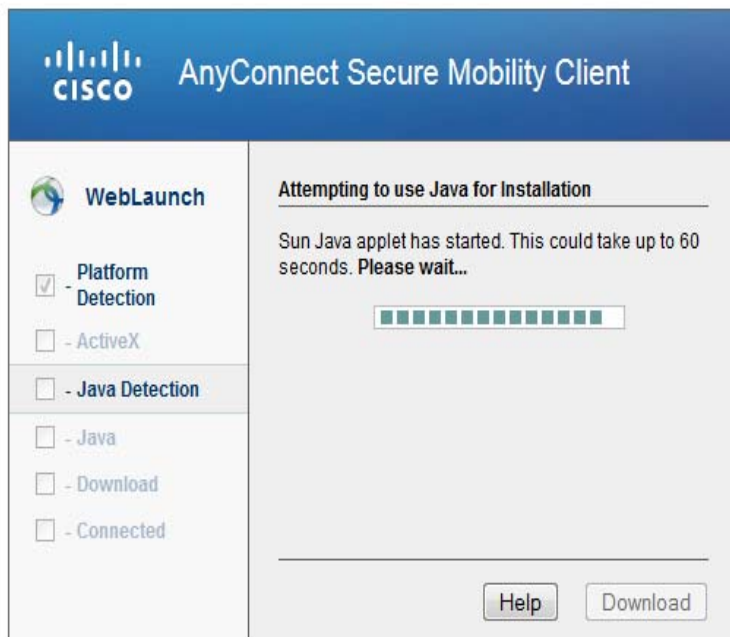 CISCO
AnyConnect Secure Mobility Client
WebLaunch
- Platform
Detection
- ActiveX
- Java Detection
- Java
- Download
- Connected
Attempting to use Java for Installation
Sun Java applet has started. This could take up to 60
seconds. Please wait...
Help
Download